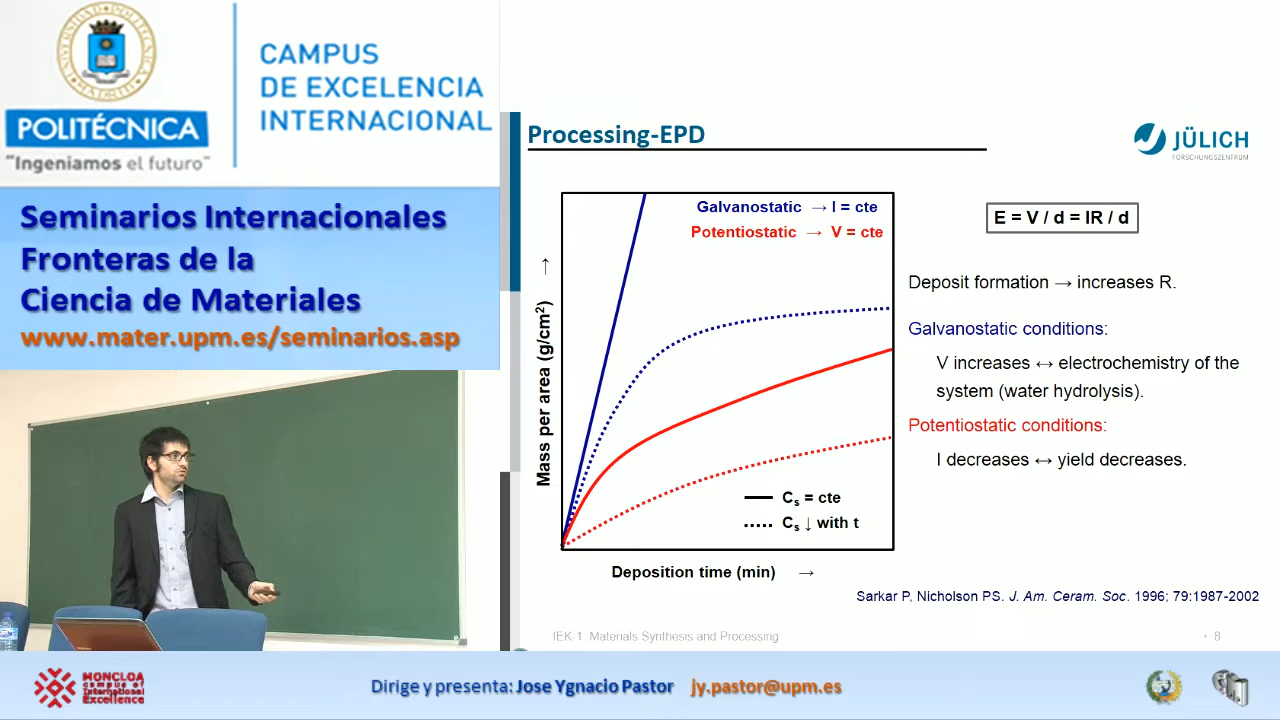 CAMPUS
DE EXCELENCIA
INTERNACIONAL
POLITÉCNICA
"Ingeniamos el futuro"
Seminarios Internacionales
Fronteras de la
Ciencia de Materiales
www.mater.upm.es/seminarios.asp
Processing-EPD
JÜLICH
FORSCHUNGSZENTRUM
Galvanostatic → I = cte
Potentiostatic → V = cte
E = V / d = IR / d
Mass per area (g/cm²) →
Deposit formation → increases R.
Galvanostatic conditions:
V increases ↔ electrochemistry of the
system (water hydrolysis).
Potentiostatic conditions:
I decreases ↔ yield decreases.
Cs = cte
Cs ↓ with t
Deposition time (min) →
Sarkar P, Nicholson PS. J. Am. Ceram. Soc. 1996; 79:1987-2002
IEK-1 Materials Synthesis and Processing
• 8
MONCLOA
campus of
International
Excellence
Dirige y presenta: Jose Ygnacio Pastor jy.pastor@upm.es